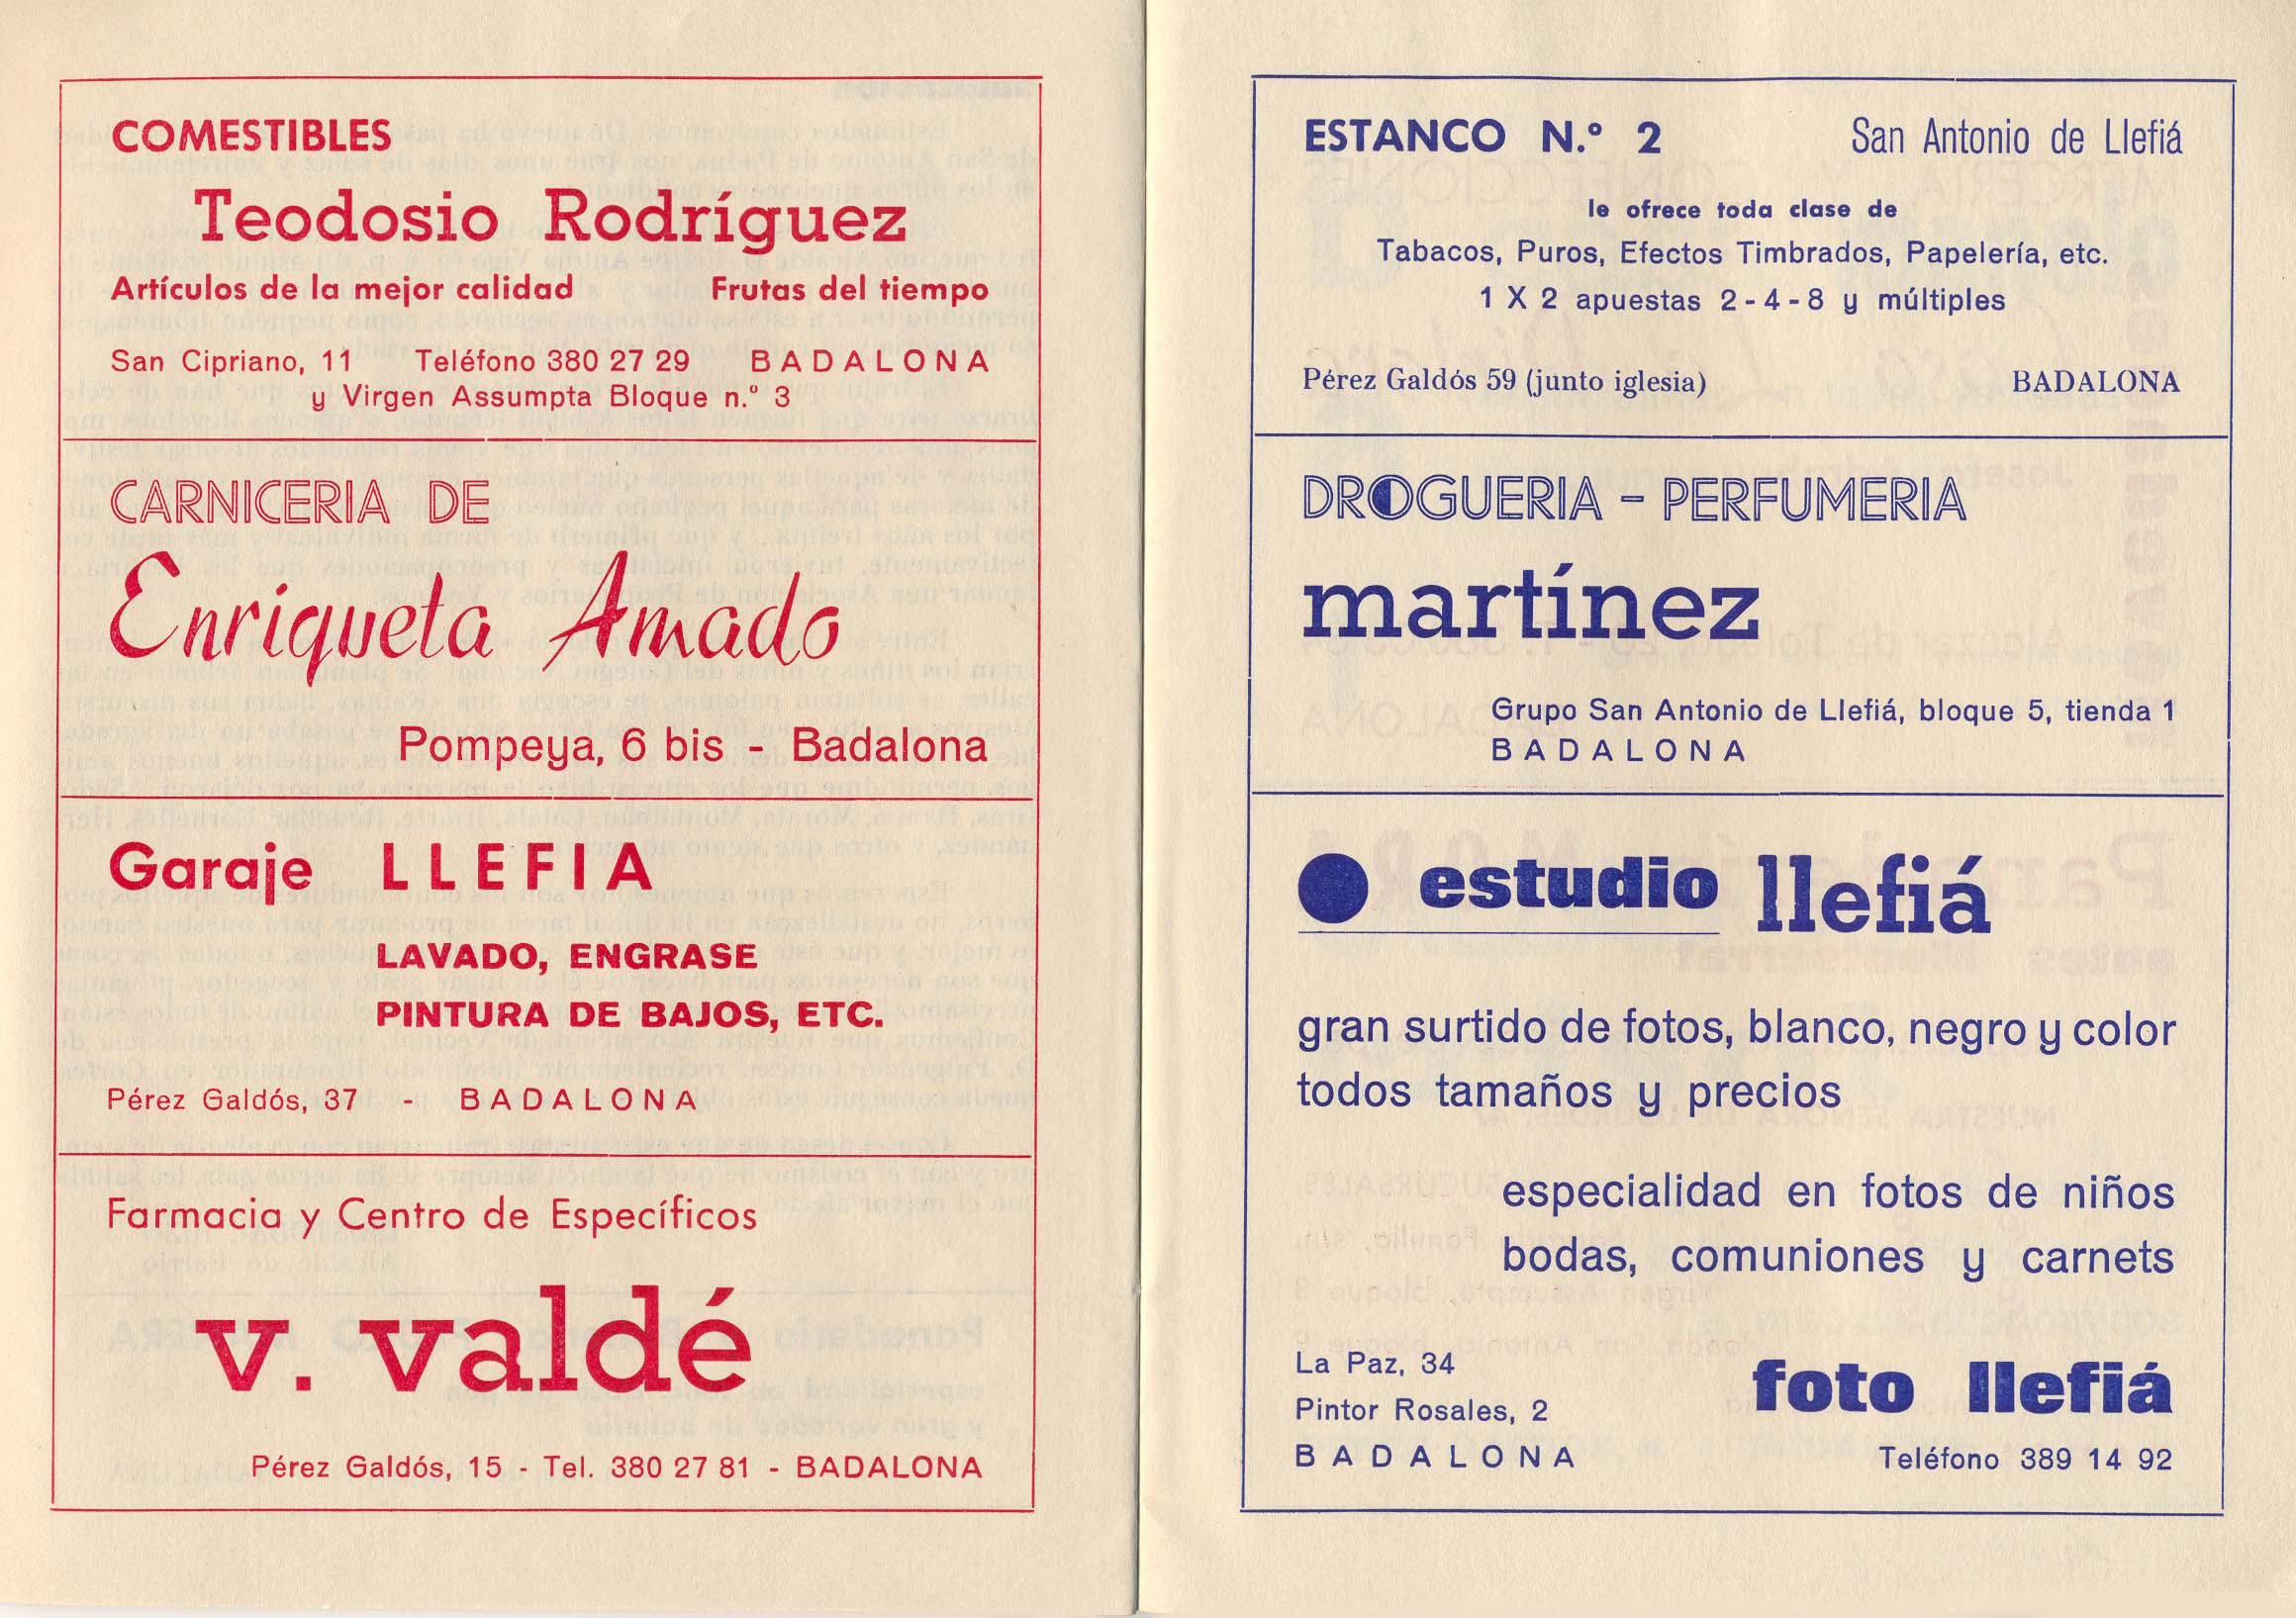 COMESTIBLES
Teodosio Rodríguez
Artículos de la mejor calidad Frutas del tiempo
San Cipriano, 11 Teléfono 380 27 29 BADALONA
y Virgen Assumpta Bloque n.º 3
CARNICERIA DE
Enriqueta Amado
Pompeya, 6 bis - Badalona
Garaje LLEFIA
LAVADO, ENGRASE
PINTURA DE BAJOS, ETC.
Pérez Galdós, 37 - BADALONA
Farmacia y Centro de Específicos
v. valdé
Pérez Galdós, 15 - Tel. 380 27 81 - BADALONA
ESTANCO N.º 2 San Antonio de Llefiá
le ofrece toda clase de
Tabacos, Puros, Efectos Timbrados, Papelería, etc.
1 X 2 apuestas 2-4-8 y múltiples
Pérez Galdós 59 (junto iglesia) BADALONA
DROGUERIA - PERFUMERIA
martínez
Grupo San Antonio de Llefiá, bloque 5, tienda 1
BADALONA
estudio llefiá
gran surtido de fotos, blanco, negro y color
todos tamaños y precios
especialidad en fotos de niños
bodas, comuniones y carnets
La Paz, 34
Pintor Rosales, 2
BADALONA
foto llefiá
Teléfono 389 14 92